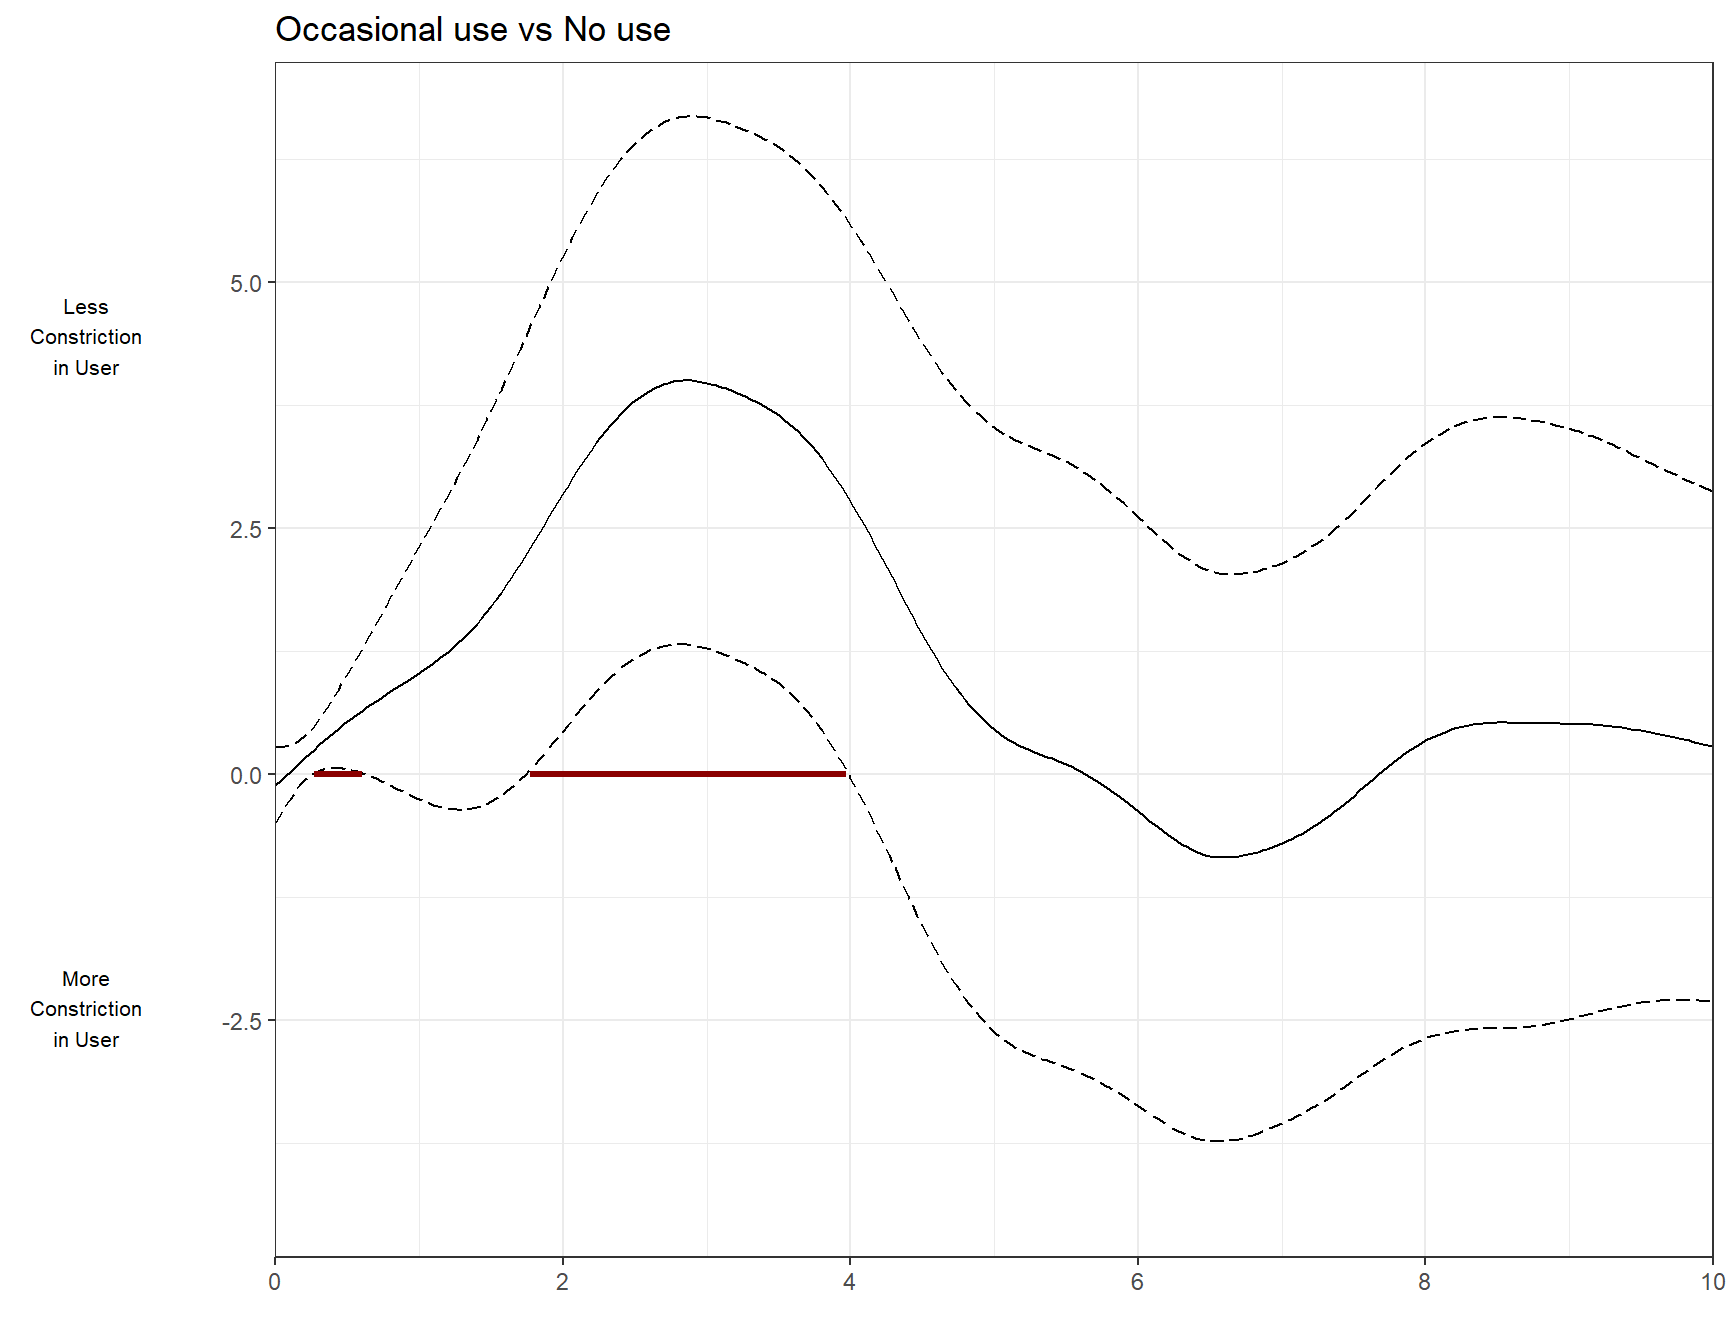 Occasional use vs No use
Less
Constriction
in User
More
Constriction
in User
5.0
2.5
0.0
-2.5
0
2
4
6
8
10